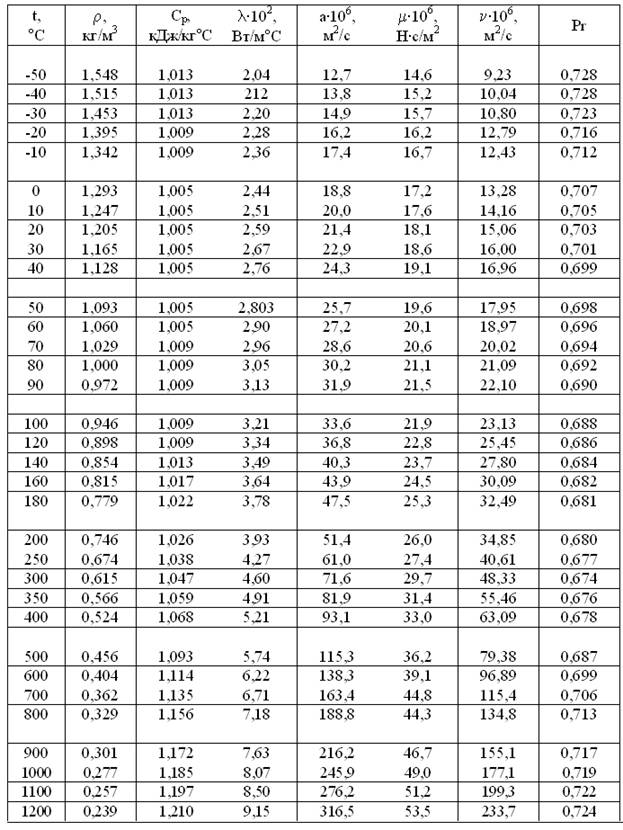 t, °C ρ, кг/м³ Cp, кДж/кг°С λ·10², Вт/м°С a·10⁶, м²/с μ·10⁶, Н·с/м² ν·10⁶, м²/с Pr
-50 1,548 1,013 2,04 12,7 14,6 9,23 0,728
-40 1,515 1,013 212 13,8 15,2 10,04 0,728
-30 1,453 1,013 2,20 14,9 15,7 10,80 0,723
-20 1,395 1,009 2,28 16,2 16,2 12,79 0,716
-10 1,342 1,009 2,36 17,4 16,7 12,43 0,712
0 1,293 1,005 2,44 18,8 17,2 13,28 0,707
10 1,247 1,005 2,51 20,0 17,6 14,16 0,705
20 1,205 1,005 2,59 21,4 18,1 15,06 0,703
30 1,165 1,005 2,67 22,9 18,6 16,00 0,701
40 1,128 1,005 2,76 24,3 19,1 16,96 0,699
50 1,093 1,005 2,803 25,7 19,6 17,95 0,698
60 1,060 1,005 2,90 27,2 20,1 18,97 0,696
70 1,029 1,009 2,96 28,6 20,6 20,02 0,694
80 1,000 1,009 3,05 30,2 21,1 21,09 0,692
90 0,972 1,009 3,13 31,9 21,5 22,10 0,690
100 0,946 1,009 3,21 33,6 21,9 23,13 0,688
120 0,898 1,009 3,34 36,8 22,8 25,45 0,686
140 0,854 1,013 3,49 40,3 23,7 27,80 0,684
160 0,815 1,017 3,64 43,9 24,5 30,09 0,682
180 0,779 1,022 3,78 47,5 25,3 32,49 0,681
200 0,746 1,026 3,93 51,4 26,0 34,85 0,680
250 0,674 1,038 4,27 61,0 27,4 40,61 0,677
300 0,615 1,047 4,60 71,6 29,7 48,33 0,674
350 0,566 1,059 4,91 81,9 31,4 55,46 0,676
400 0,524 1,068 5,21 93,1 33,0 63,09 0,678
500 0,456 1,093 5,74 115,3 36,2 79,38 0,687
600 0,404 1,114 6,22 138,3 39,1 96,89 0,699
700 0,362 1,135 6,71 163,4 44,8 115,4 0,706
800 0,329 1,156 7,18 188,8 44,3 134,8 0,713
900 0,301 1,172 7,63 216,2 46,7 155,1 0,717
1000 0,277 1,185 8,07 245,9 49,0 177,1 0,719
1100 0,257 1,197 8,50 276,2 51,2 199,3 0,722
1200 0,239 1,210 9,15 316,5 53,5 233,7 0,724